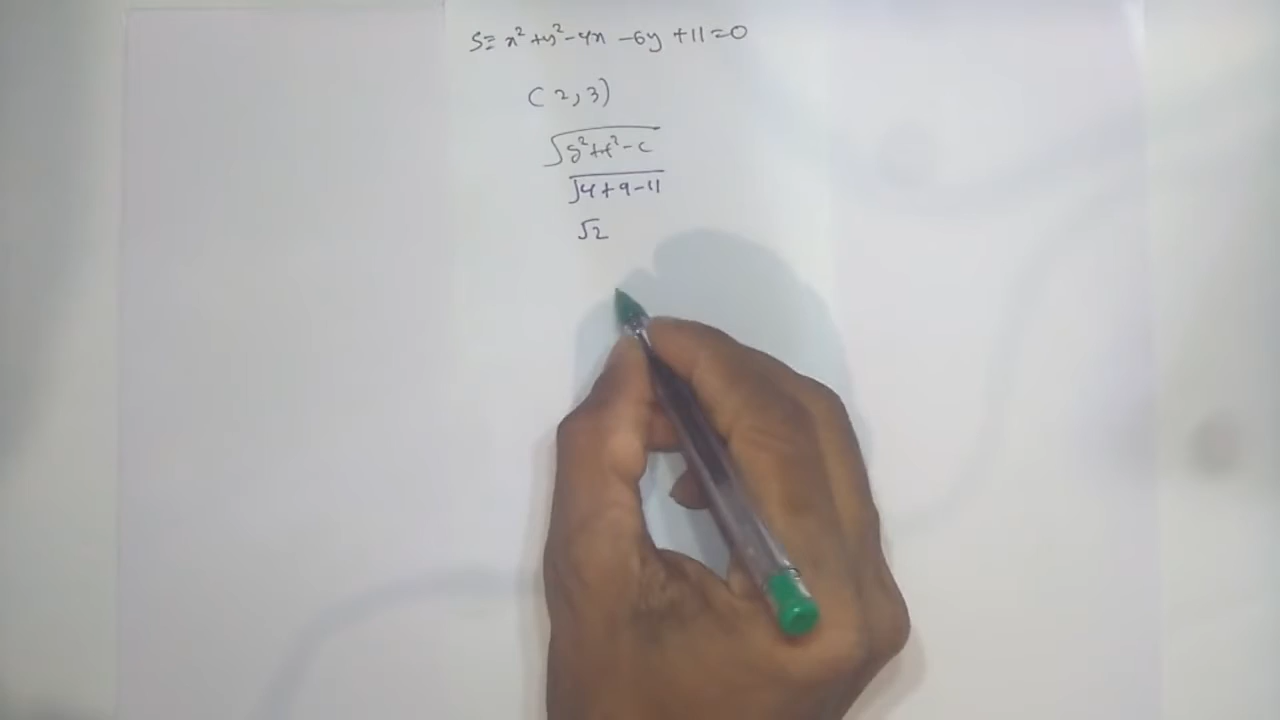 S≡ x² + y² - 4x - 6y + 11 = 0
(2, 3)
√g² + f² - c
√4 + 9 - 11
√2